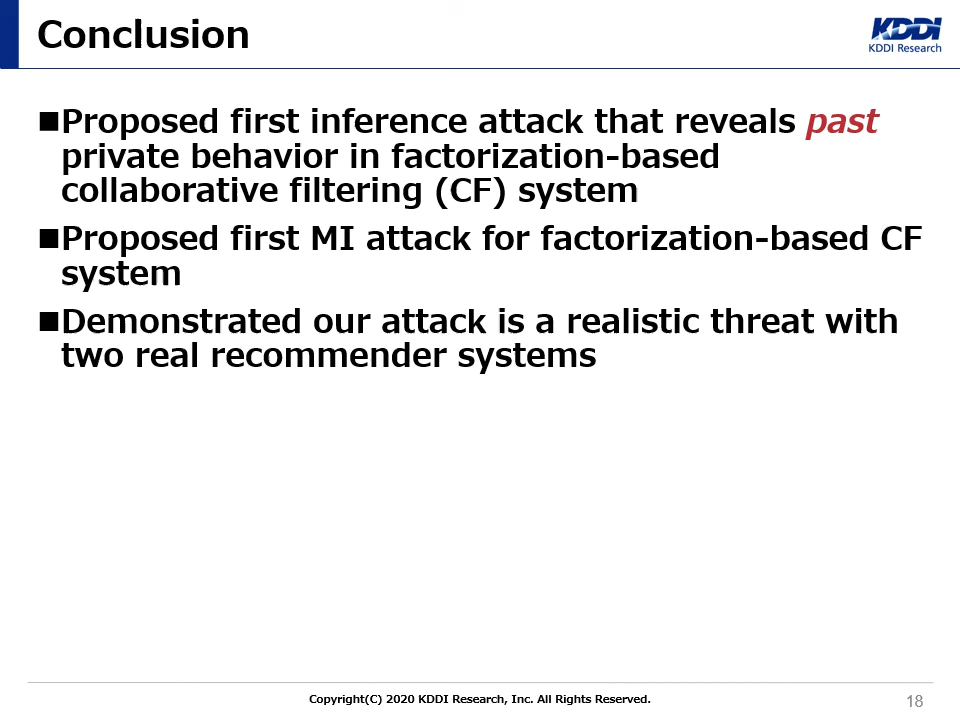 Conclusion
KDDI
KDDI Research
■Proposed first inference attack that reveals past
private behavior in factorization-based
collaborative filtering (CF) system
■Proposed first MI attack for factorization-based CF
system
■Demonstrated our attack is a realistic threat with
two real recommender systems
Copyright(C) 2020 KDDI Research, Inc. All Rights Reserved.
18